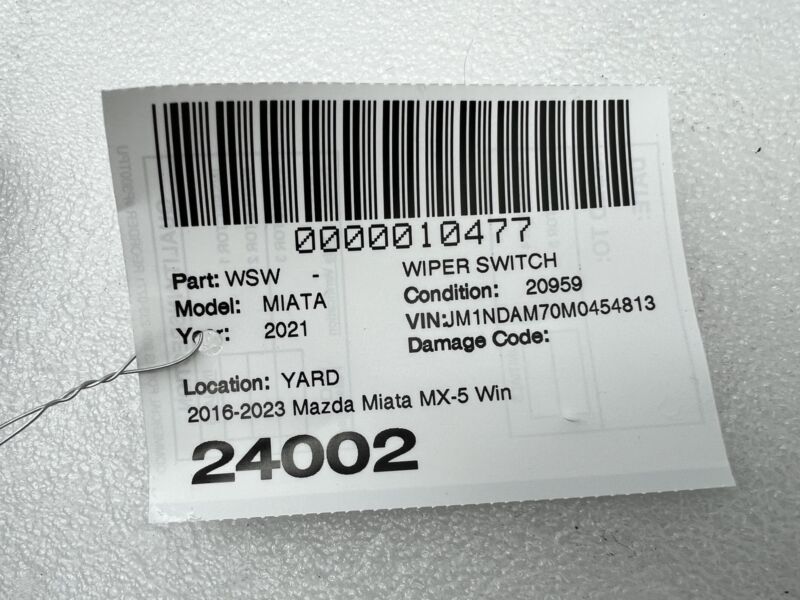 0000010477
Part: WSW - WIPER SWITCH
Model: MIATA Condition: 20959
Year: 2021 VIN:JM1NDAM70M0454813
Damage Code:
Location: YARD
2016-2023 Mazda Miata MX-5 Win
24002